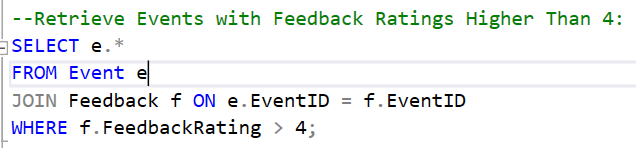 --Retrieve Events with Feedback Ratings Higher Than 4:
SELECT e.*
FROM Event e
JOIN Feedback f ON e.EventID = f.EventID
WHERE f.FeedbackRating > 4;